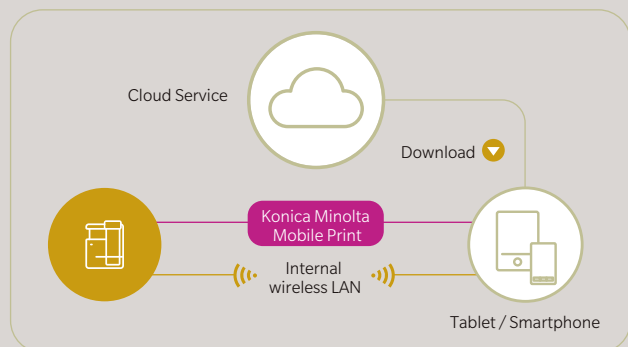 Cloud Service
Download
Konica Minolta
Mobile Print
Internal
wireless LAN
Tablet / Smartphone